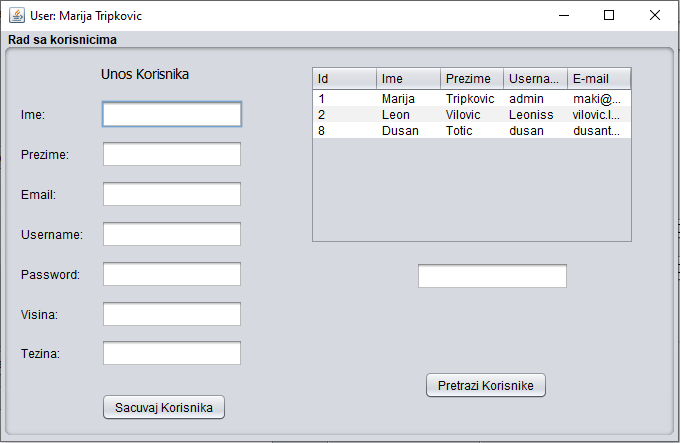 User: Marija Tripkovic
Rad sa korisnicima
Unos Korisnika
Ime:
Prezime:
Email:
Username:
Password:
Visina:
Tezina:
Sacuvaj Korisnika
Id Ime Prezime Userna... E-mail
1 Marija Tripkovic admin maki@...
2 Leon Vilovic Leoniss vilovic.l...
8 Dusan Totic dusan dusant...
Pretrazi Korisnike